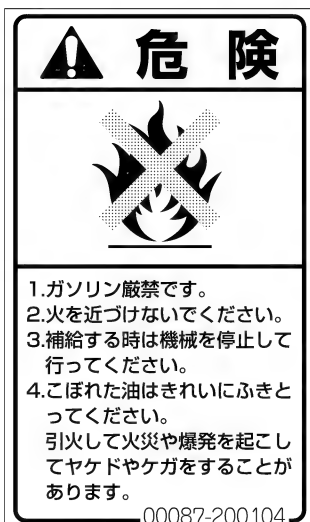 危険
1.ガソリン厳禁です。
2.火を近づけないでください。
3.補給する時は機械を停止して
行ってください。
4.こぼれた油はきれいにふきと
ってください。
引火して火災や爆発を起こし
てヤケドやケガをすることが
あります。
00087-200104